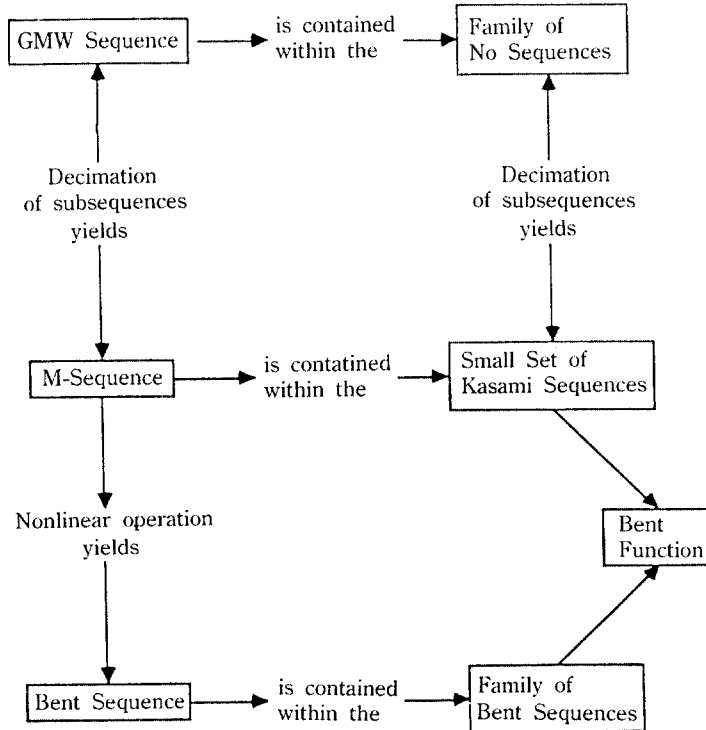 GMW Sequence
is contained
within the
Family of
No Sequences
Decimation
of subsequences
yields
Decimation
of subsequences
yields
M-Sequence
is contatined
within the
Small Set of
Kasami Sequences
Nonlinear operation
yields
Bent
Function
Bent Sequence
is contained
within the
Family of
Bent Sequences